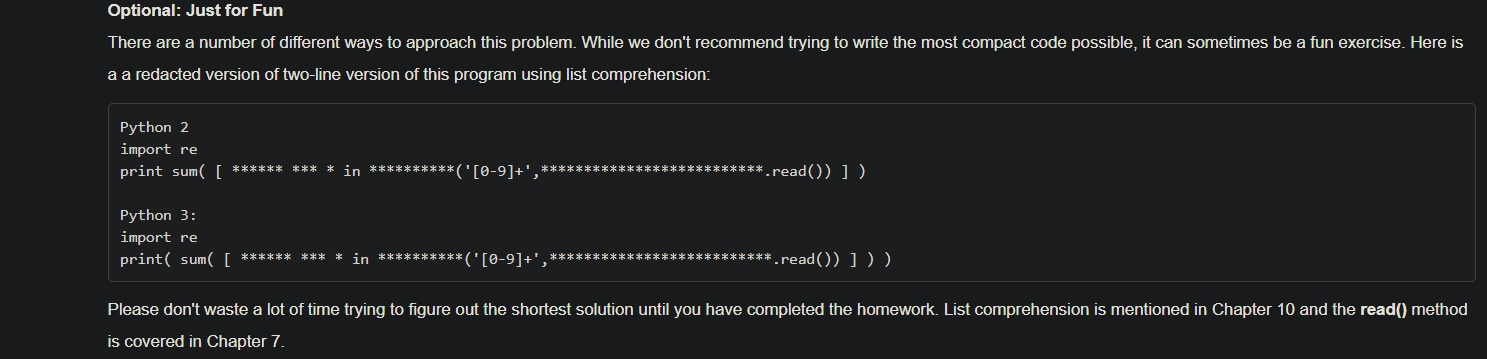 Optional: Just for Fun
There are a number of different ways to approach this problem. While we don't recommend trying to write the most compact code possible, it can sometimes be a fun exercise. Here is
a a redacted version of two-line version of this program using list comprehension:
Python 2
import re
print sum( [ ****** *** * in **********('[0-9]+',**************************.read()) ] )
Python 3:
import re
print( sum( [ ****** *** * in **********('[0-9]+',**************************.read()) ] ) )
Please don't waste a lot of time trying to figure out the shortest solution until you have completed the homework. List comprehension is mentioned in Chapter 10 and the read() method
is covered in Chapter 7.